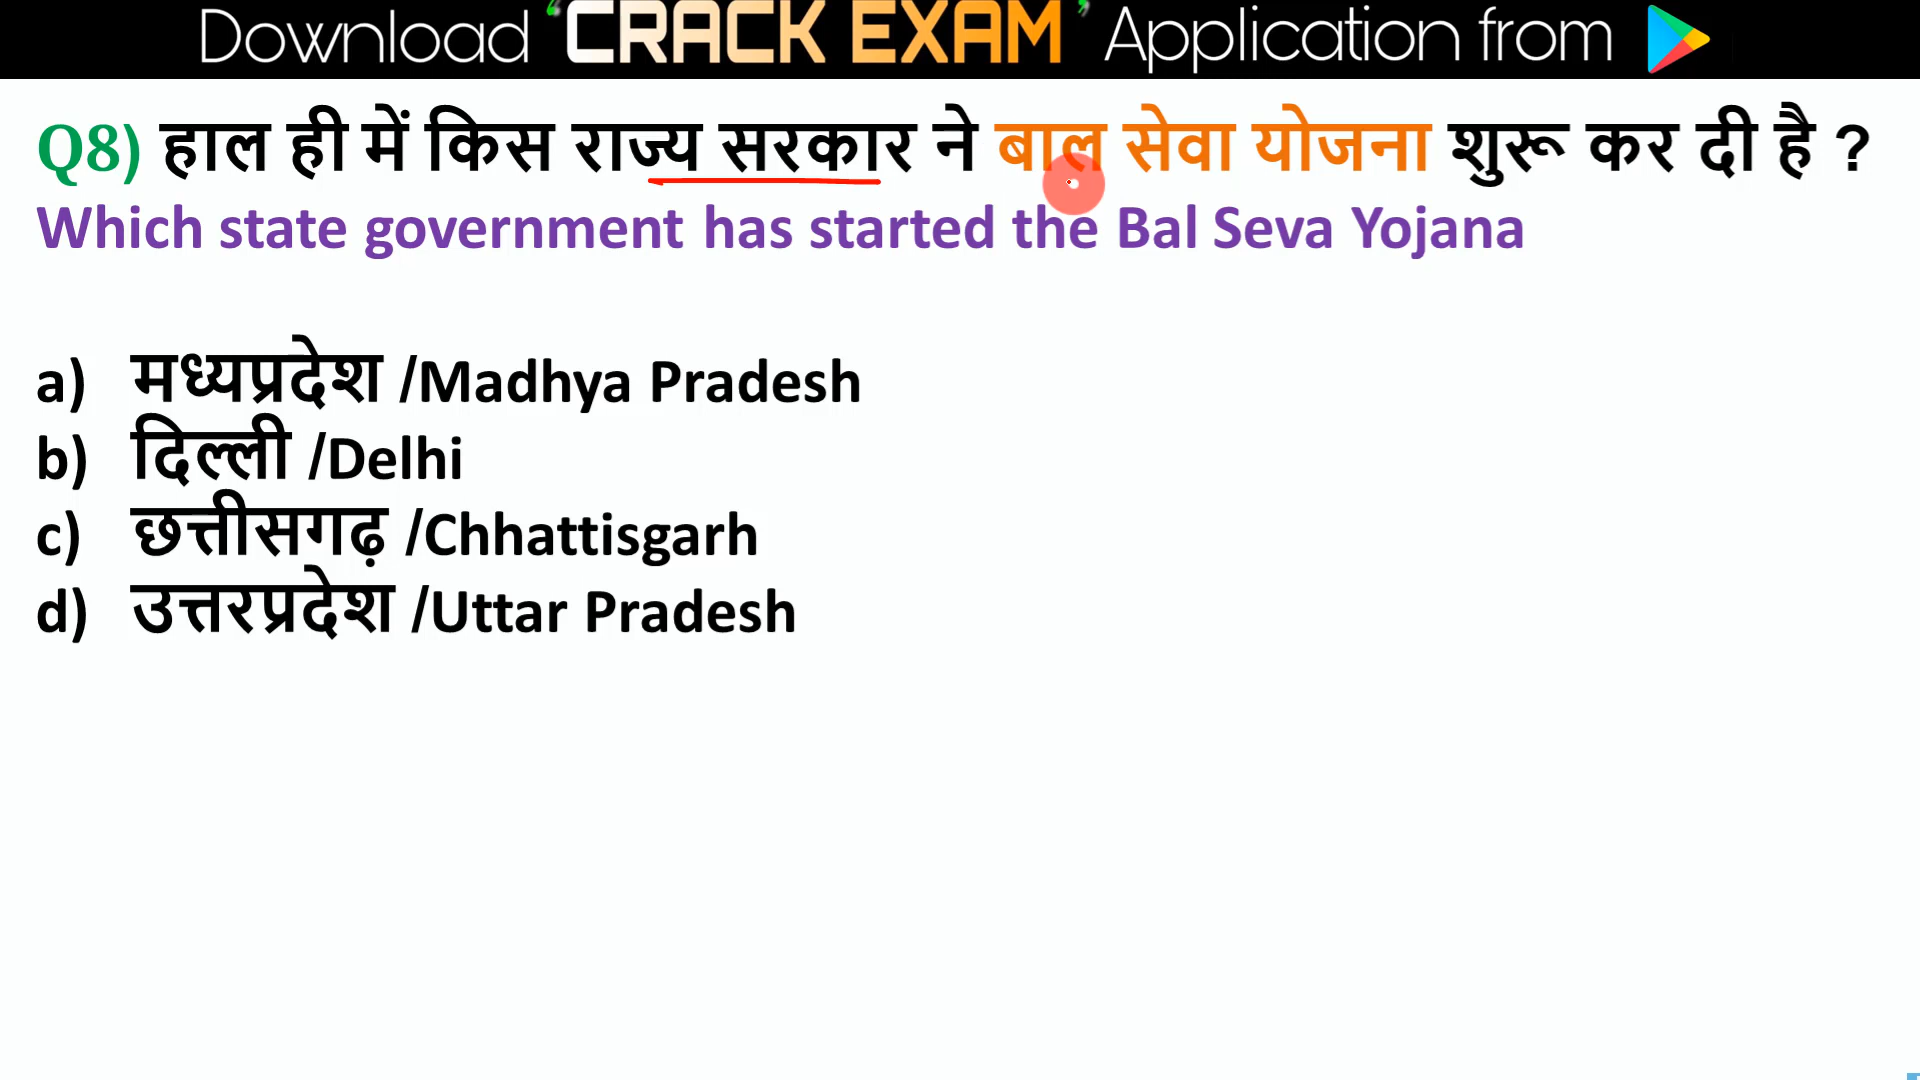 Download ‘CRACK EXAM’ Application from
Q8) हाल ही में किस राज्य सरकार ने बाल सेवा योजना शुरू कर दी है ?
Which state government has started the Bal Seva Yojana
a) मध्यप्रदेश /Madhya Pradesh
b) दिल्ली /Delhi
c) छत्तीसगढ़ /Chhattisgarh
d) उत्तरप्रदेश /Uttar Pradesh